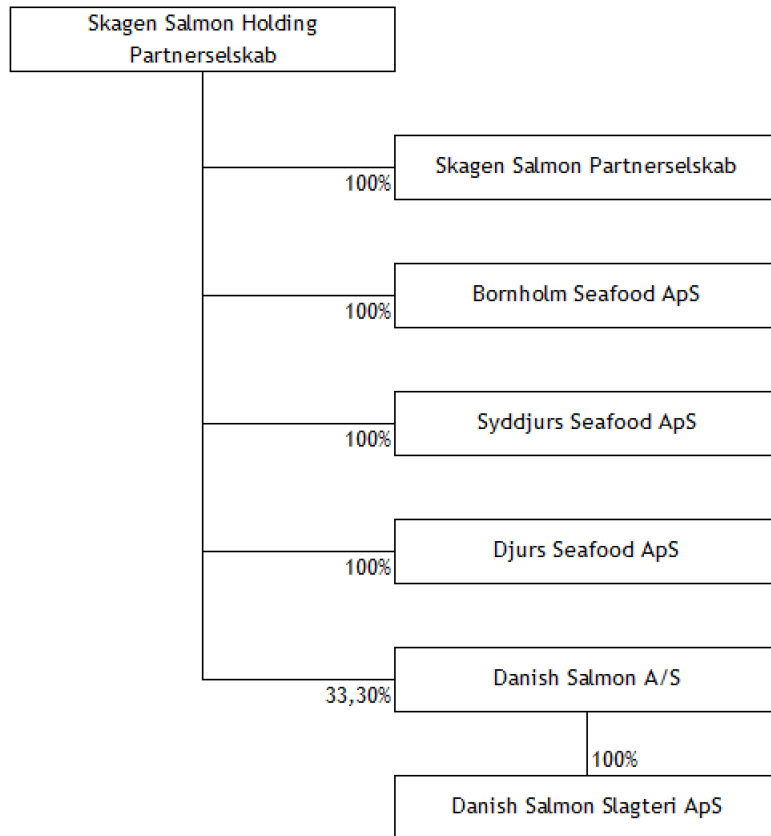 Skagen Salmon Holding
Partnerselskab
Skagen Salmon Partnerselskab
100%
Bornholm Seafood ApS
100%
Syddjurs Seafood ApS
100%
Djurs Seafood ApS
100%
Danish Salmon A/S
33,30%
100%
Danish Salmon Slagteri ApS